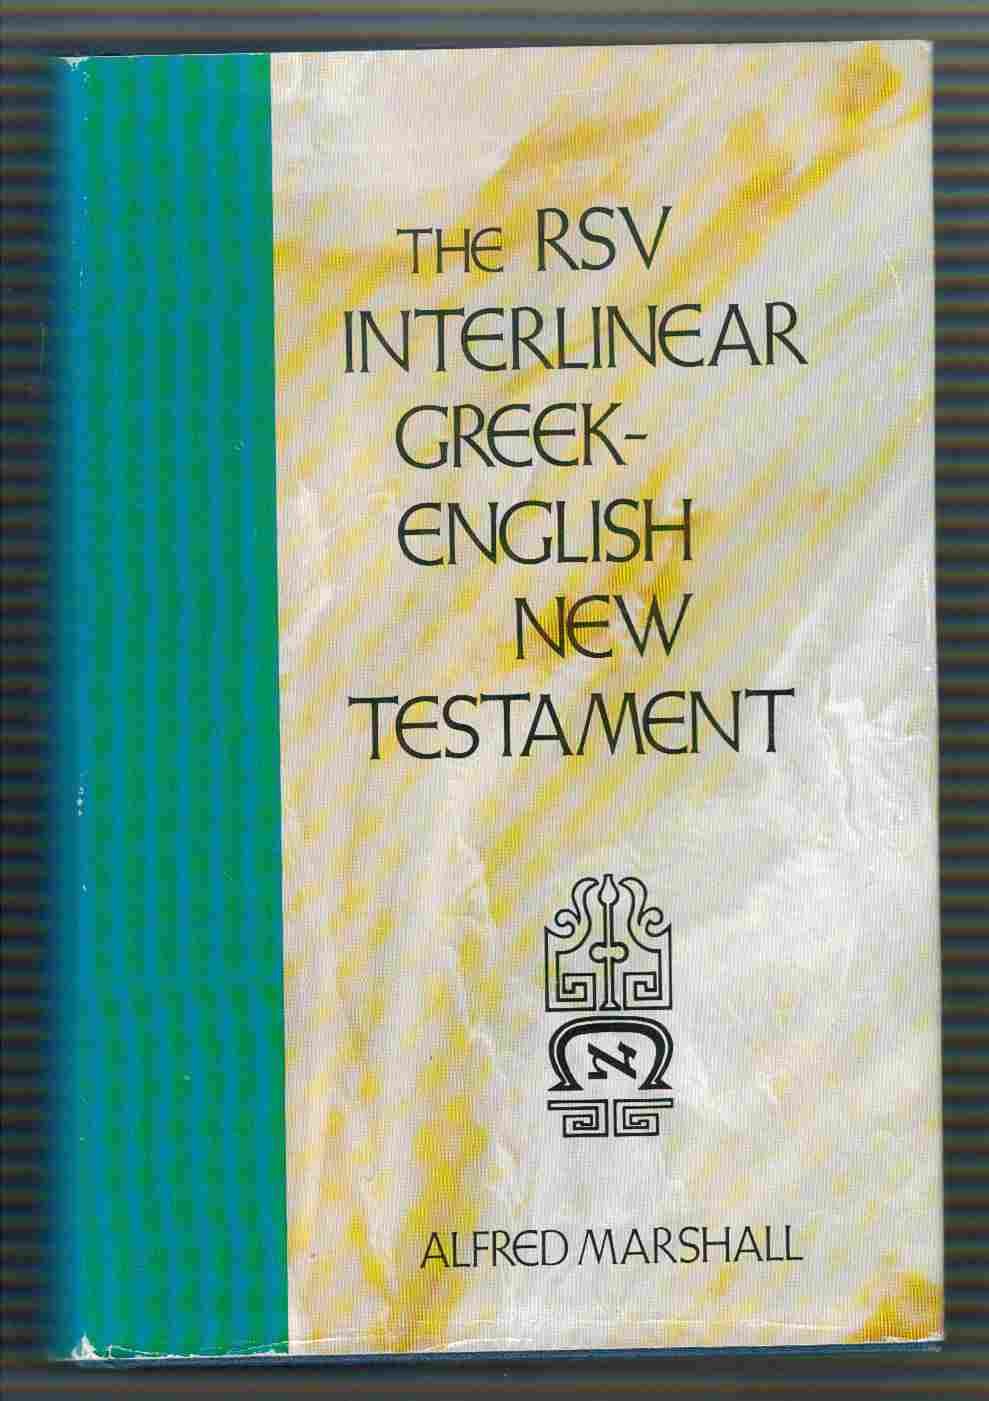 THE RSV
INTERLINEAR
GREEK-
ENGLISH
NEW
TESTAMENT
Z
ALFRED MARSHALL